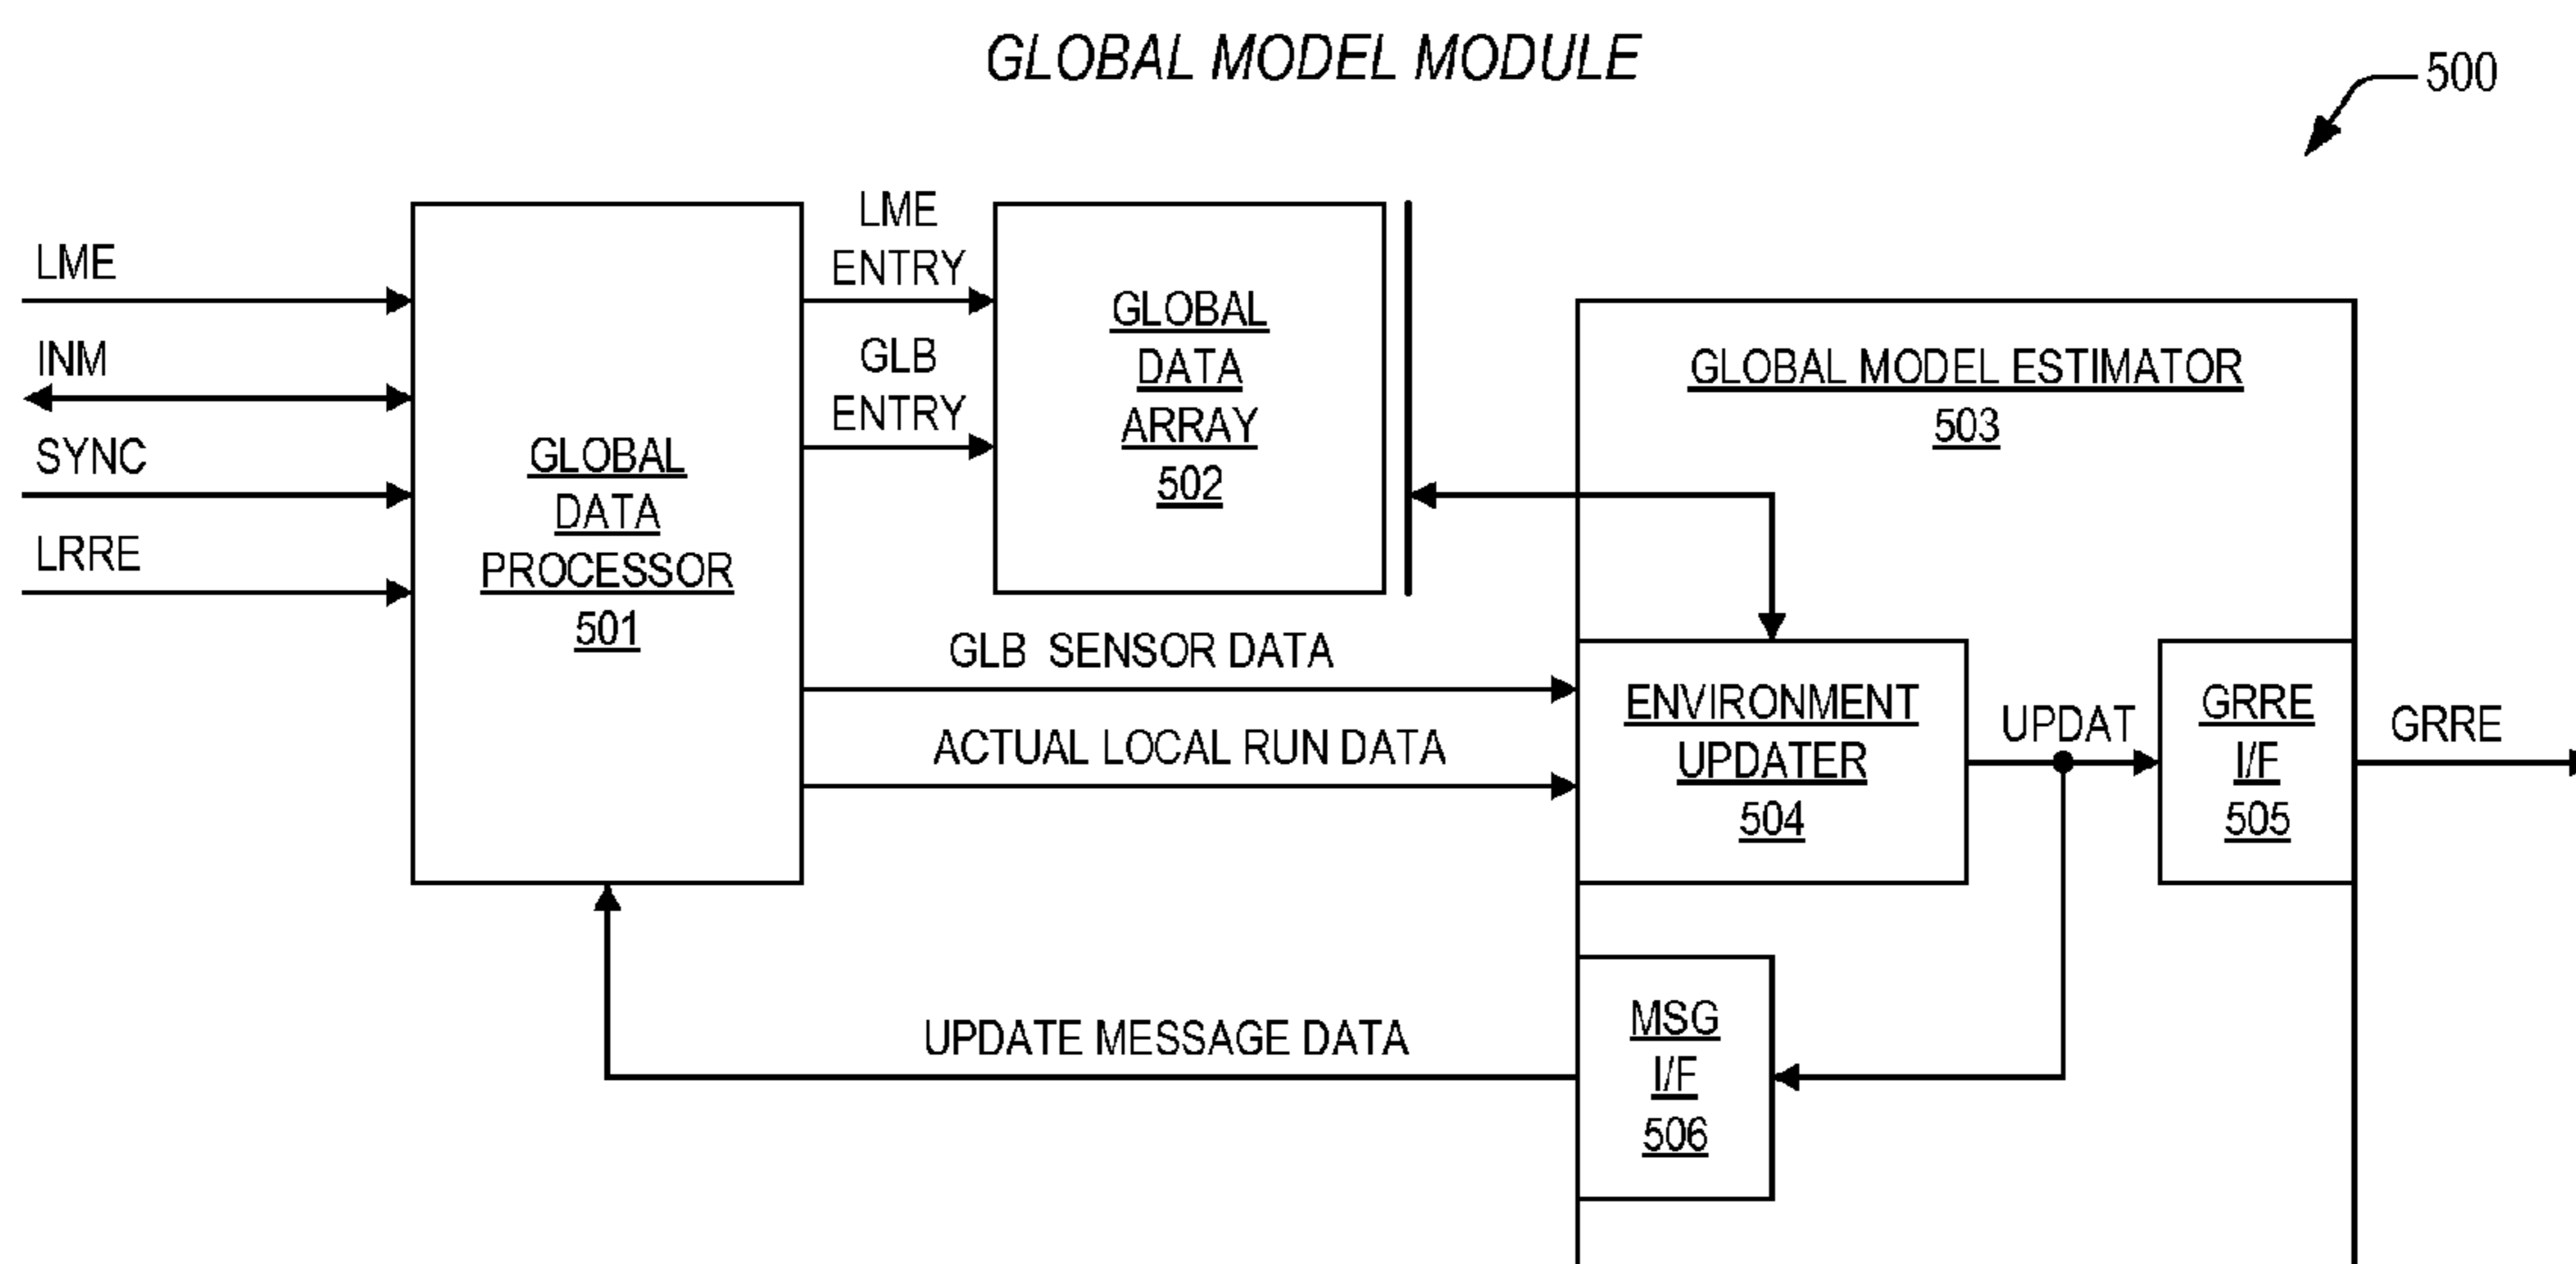 GLOBAL MODEL MODULE
500
LME
INM
SYNC
LRRE
GLOBAL
DATA
PROCESSOR
501
LME
ENTRY
GLB
ENTRY
GLOBAL
DATA
ARRAY
502
GLOBAL MODEL ESTIMATOR
503
GLB SENSOR DATA
ACTUAL LOCAL RUN DATA
ENVIRONMENT
UPDATER
504
UPDAT
GRRE
I/F
505
GRRE
UPDATE MESSAGE DATA
MSG
I/F
506